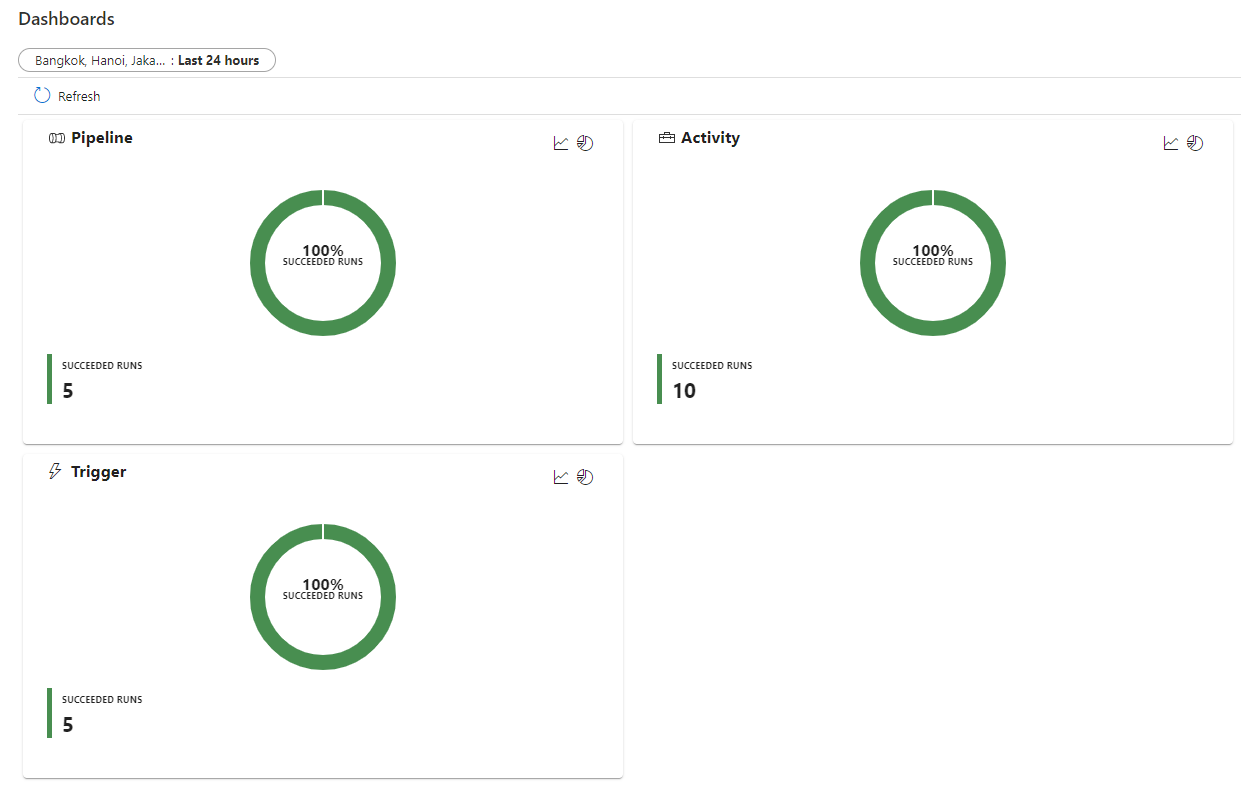 Dashboards
Bangkok, Hanoi, Jaka... : Last 24 hours
Refresh
Pipeline
100%
SUCCEEDED RUNS
SUCCEEDED RUNS
5
Activity
100%
SUCCEEDED RUNS
SUCCEEDED RUNS
10
Trigger
100%
SUCCEEDED RUNS
SUCCEEDED RUNS
5